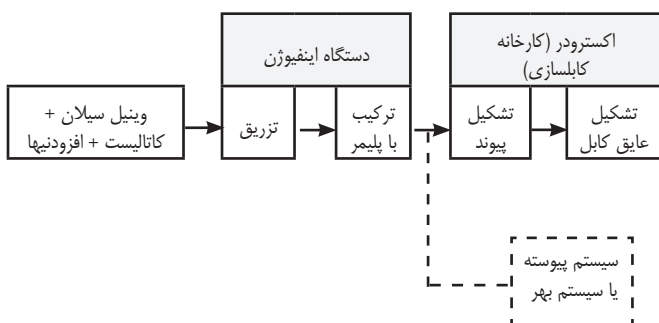 دستگاه اینفیوژن
اکسترودر (کارخانه
کابلسازی)
وینیل سیلان +
کاتالیست + افزودنیها
تزریق
ترکیب
با پلیمر
تشکیل
پیوند
تشکیل
عایق کابل
سیستم پیوسته
یا سیستم بهر